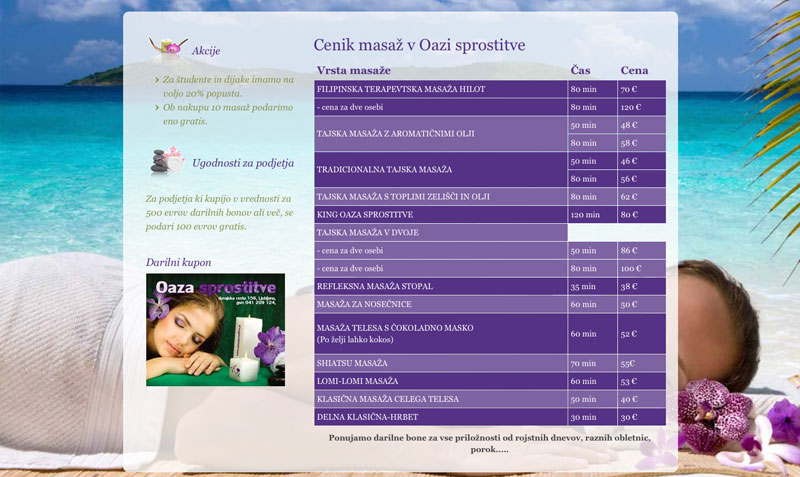 Akcije
Za študente in dijake imamo na
voljo 20% popusta.
Ob nakupu 10 masaž podarimo
eno gratis.
Ugodnosti za podjetja
Za podjetja ki kupijo v vrednosti za
500 evrov darilnih bonov ali več, se
podari 100 evrov gratis.
Darilni kupon
Oaza sprostitve
cesta 156, Ljubljana,
gsm 041 209 124,
Cenik masaž v Oazi sprostitve
Vrsta masaže Čas Cena
FILIPINSKA TERAPEVTSKA MASAŽA HILOT 80 min 70 €
- cena za dve osebi 80 min 120 €
TAJSKA MASAŽA Z AROMATIČNIMI OLJI 50 min 48 €
80 min 58 €
TRADICIONALNA TAJSKA MASAŽA 50 min 46 €
80 min 56 €
TAJSKA MASAŽA S TOPLIMI ZELIŠČI IN OLJI 80 min 62 €
KING OAZA SPROSTITVE 120 min 80 €
TAJSKA MASAŽA V DVOJE
- cena za dve osebi 50 min 86 €
- cena za dve osebi 80 min 100 €
REFLEKSNA MASAŽA STOPAL 35 min 38 €
MASAŽA ZA NOSEČNICE 60 min 50 €
MASAŽA TELESA S ČOKOLADNO MASKO 60 min 52 €
(Po želji lahko kokos)
SHIATSU MASAŽA 70 min 55€
LOMI-LOMI MASAŽA 60 min 53 €
KLASIČNA MASAŽA CELEGA TELESA 50 min 40 €
DELNA KLASIČNA-HRBET 30 min 30 €
Ponujamo darilne bone za vse priložnosti od rojstnih dnevov, raznih obletnic,
porok.....